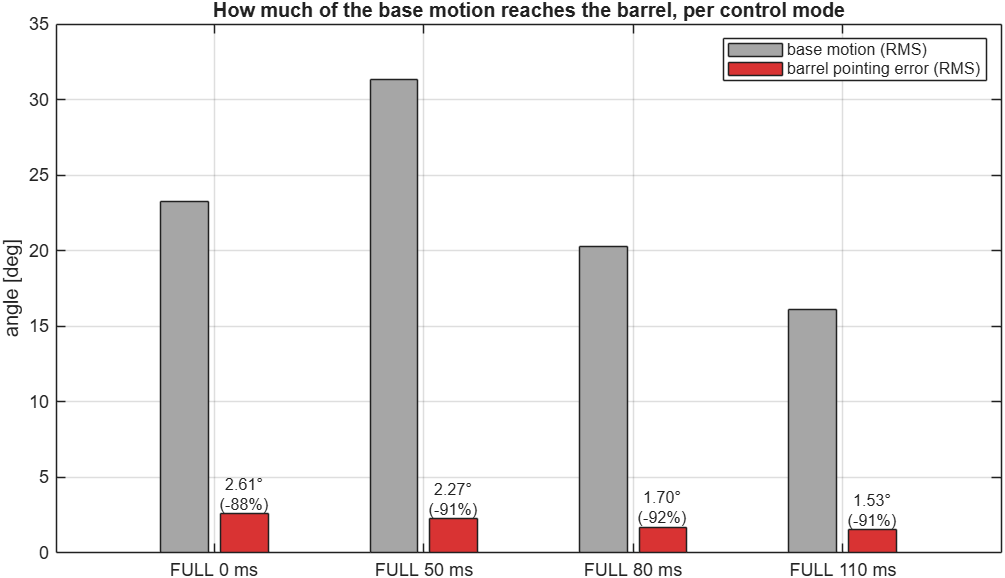 How much of the base motion reaches the barrel, per control mode
base motion (RMS)
barrel pointing error (RMS)
angle [deg]
35
30
25
20
15
10
5
0
2.61°
(-88%)
2.27°
(-91%)
1.70°
(-92%)
1.53°
(-91%)
FULL 0 ms
FULL 50 ms
FULL 80 ms
FULL 110 ms